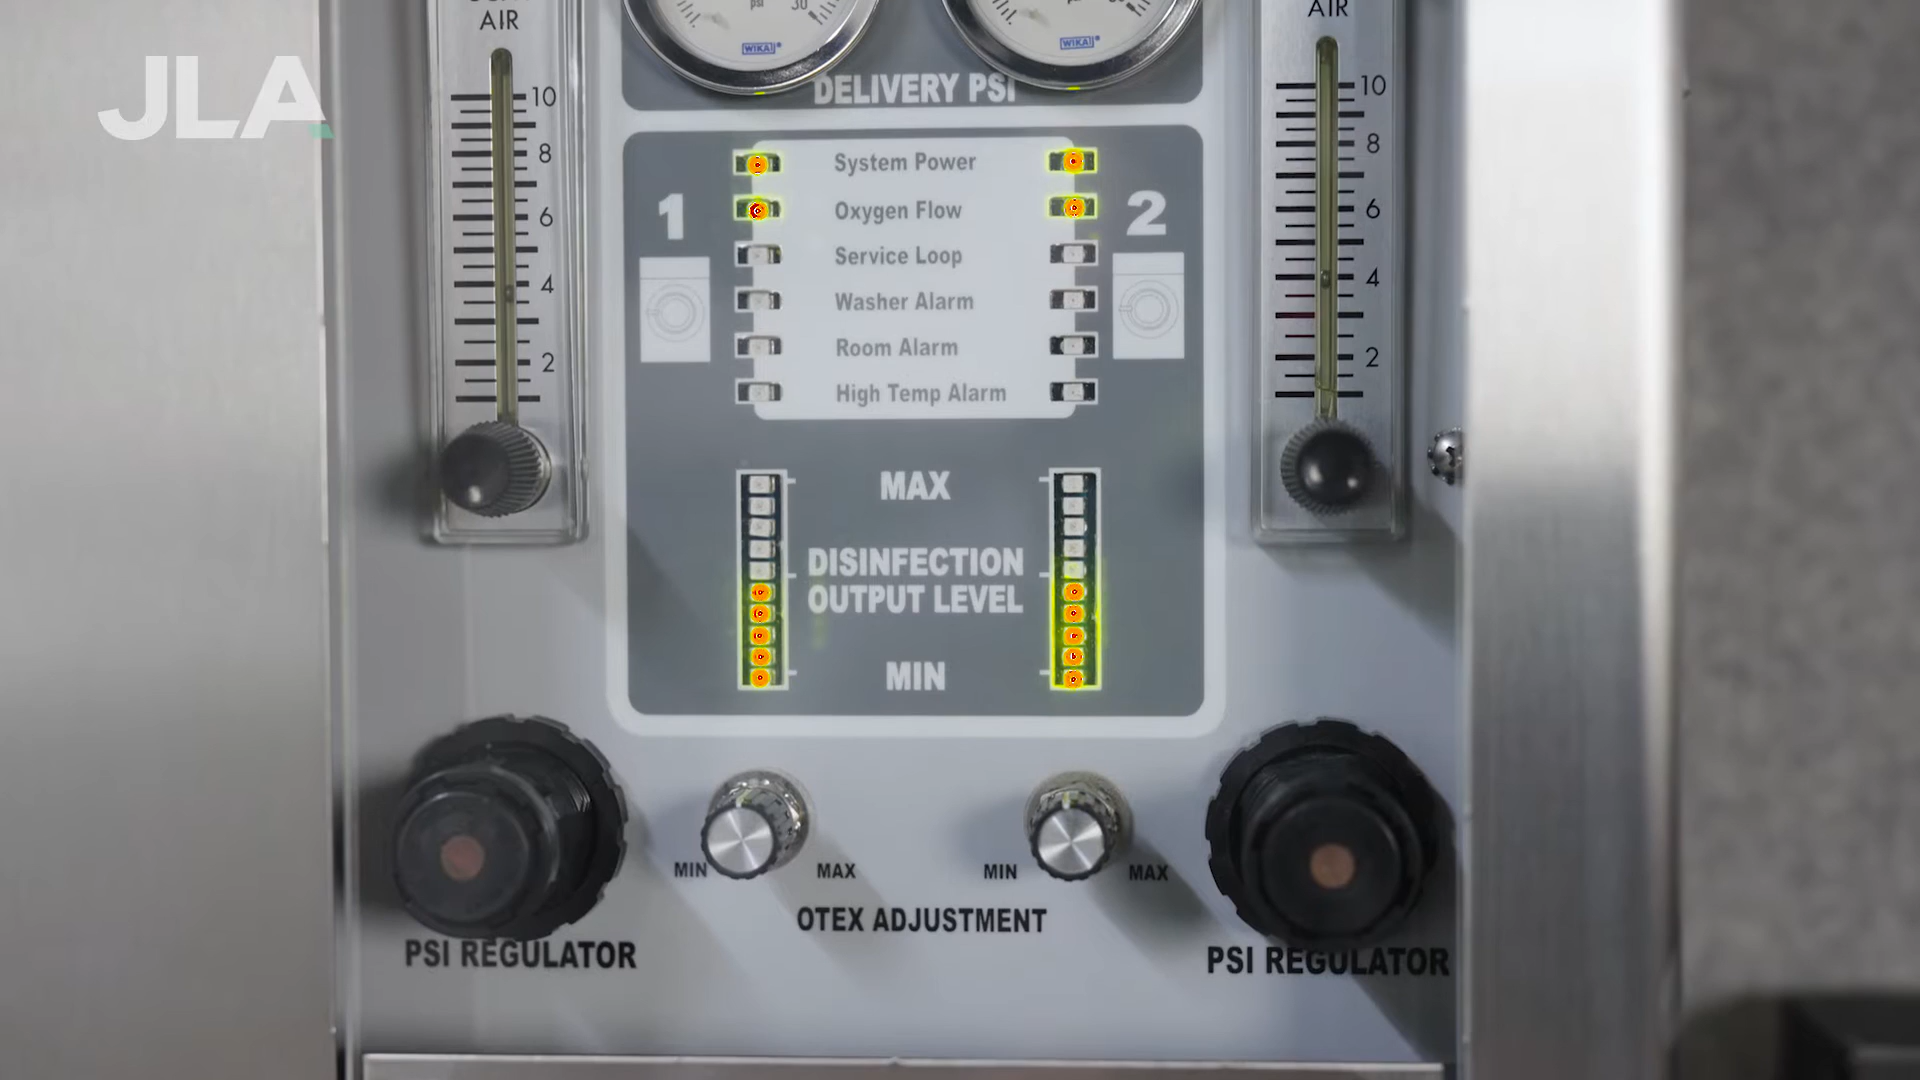 AIR
psi
30
WIKAI
WIKAI
AIR
JLA
DELIVERY PSI
10
8
6
4
2
10
8
6
4
2
1
2
System Power
Oxygen Flow
Service Loop
Washer Alarm
Room Alarm
High Temp Alarm
MAX
DISINFECTION
OUTPUT LEVEL
MIN
MIN
MAX
MIN
MAX
OTEX ADJUSTMENT
PSI REGULATOR
PSI REGULATOR